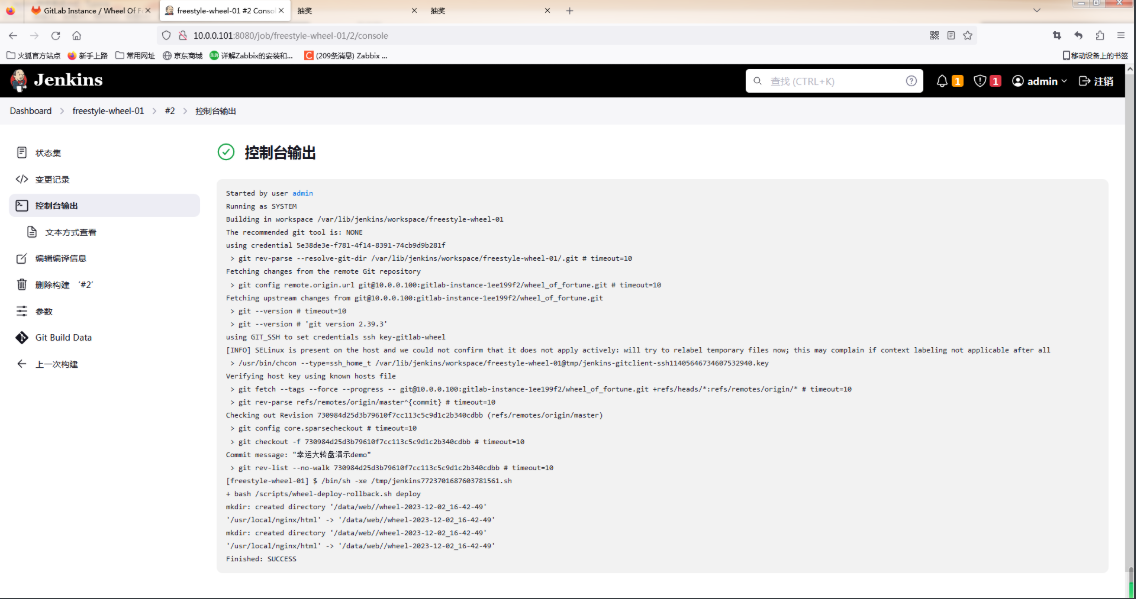 GitLab Instance / Wheel Of F
freestyle-wheel-01 #2 Conso
抽奖
抽奖
10.0.0.101:8080/job/freestyle-wheel-01/2/console
火狐官方站点
新手上路
常用网址
京东商城
详解Zabbix的安装和...
(209条消息) Zabbix ...
移动设备上的书签
Jenkins
查找 (CTRL+K)
1
1
admin
注销
Dashboard
freestyle-wheel-01
#2
控制台输出
状态集
变更记录
控制台输出
文本方式查看
编辑编译信息
删除构建 '#2'
参数
Git Build Data
上一次构建
控制台输出
Started by user admin
Running as SYSTEM
Building in workspace /var/lib/jenkins/workspace/freestyle-wheel-01
The recommended git tool is: NONE
using credential 5e38de3e-f781-4f14-8391-74cb9d9b281f
> git rev-parse --resolve-git-dir /var/lib/jenkins/workspace/freestyle-wheel-01/.git # timeout=10
Fetching changes from the remote Git repository
> git config remote.origin.url git@10.0.0.100:gitlab-instance-1ee199f2/wheel_of_fortune.git # timeout=10
Fetching upstream changes from git@10.0.0.100:gitlab-instance-1ee199f2/wheel_of_fortune.git
> git --version # timeout=10
> git --version # 'git version 2.39.3'
using GIT_SSH to set credentials ssh key-gitlab-wheel
[INFO] SELinux is present on the host and we could not confirm that it does not apply actively: will try to relabel temporary files now; this may complain if context labeling not applicable after all
> /usr/bin/chcon --type=ssh_home_t /var/lib/jenkins/workspace/freestyle-wheel-01@tmp/jenkins-gitclient-ssh11405646734607532940.key
Verifying host key using known hosts file
> git fetch --tags --force --progress -- git@10.0.0.100:gitlab-instance-1ee199f2/wheel_of_fortune.git +refs/heads/*:refs/remotes/origin/* # timeout=10
> git rev-parse refs/remotes/origin/master^{commit} # timeout=10
Checking out Revision 730984d25d3b79610f7cc113c5c9d1c2b340cdbb (refs/remotes/origin/master)
> git config core.sparsecheckout # timeout=10
> git checkout -f 730984d25d3b79610f7cc113c5c9d1c2b340cdbb # timeout=10
Commit message: "幸运大转盘演示demo"
> git rev-list --no-walk 730984d25d3b79610f7cc113c5c9d1c2b340cdbb # timeout=10
[freestyle-wheel-01] $ /bin/sh -xe /tmp/jenkins7723701687603781561.sh
+ bash /scripts/wheel-deploy-rollback.sh deploy
mkdir: created directory '/data/web//wheel-2023-12-02_16-42-49'
'/usr/local/nginx/html' -> '/data/web//wheel-2023-12-02_16-42-49'
mkdir: created directory '/data/web//wheel-2023-12-02_16-42-49'
'/usr/local/nginx/html' -> '/data/web//wheel-2023-12-02_16-42-49'
Finished: SUCCESS